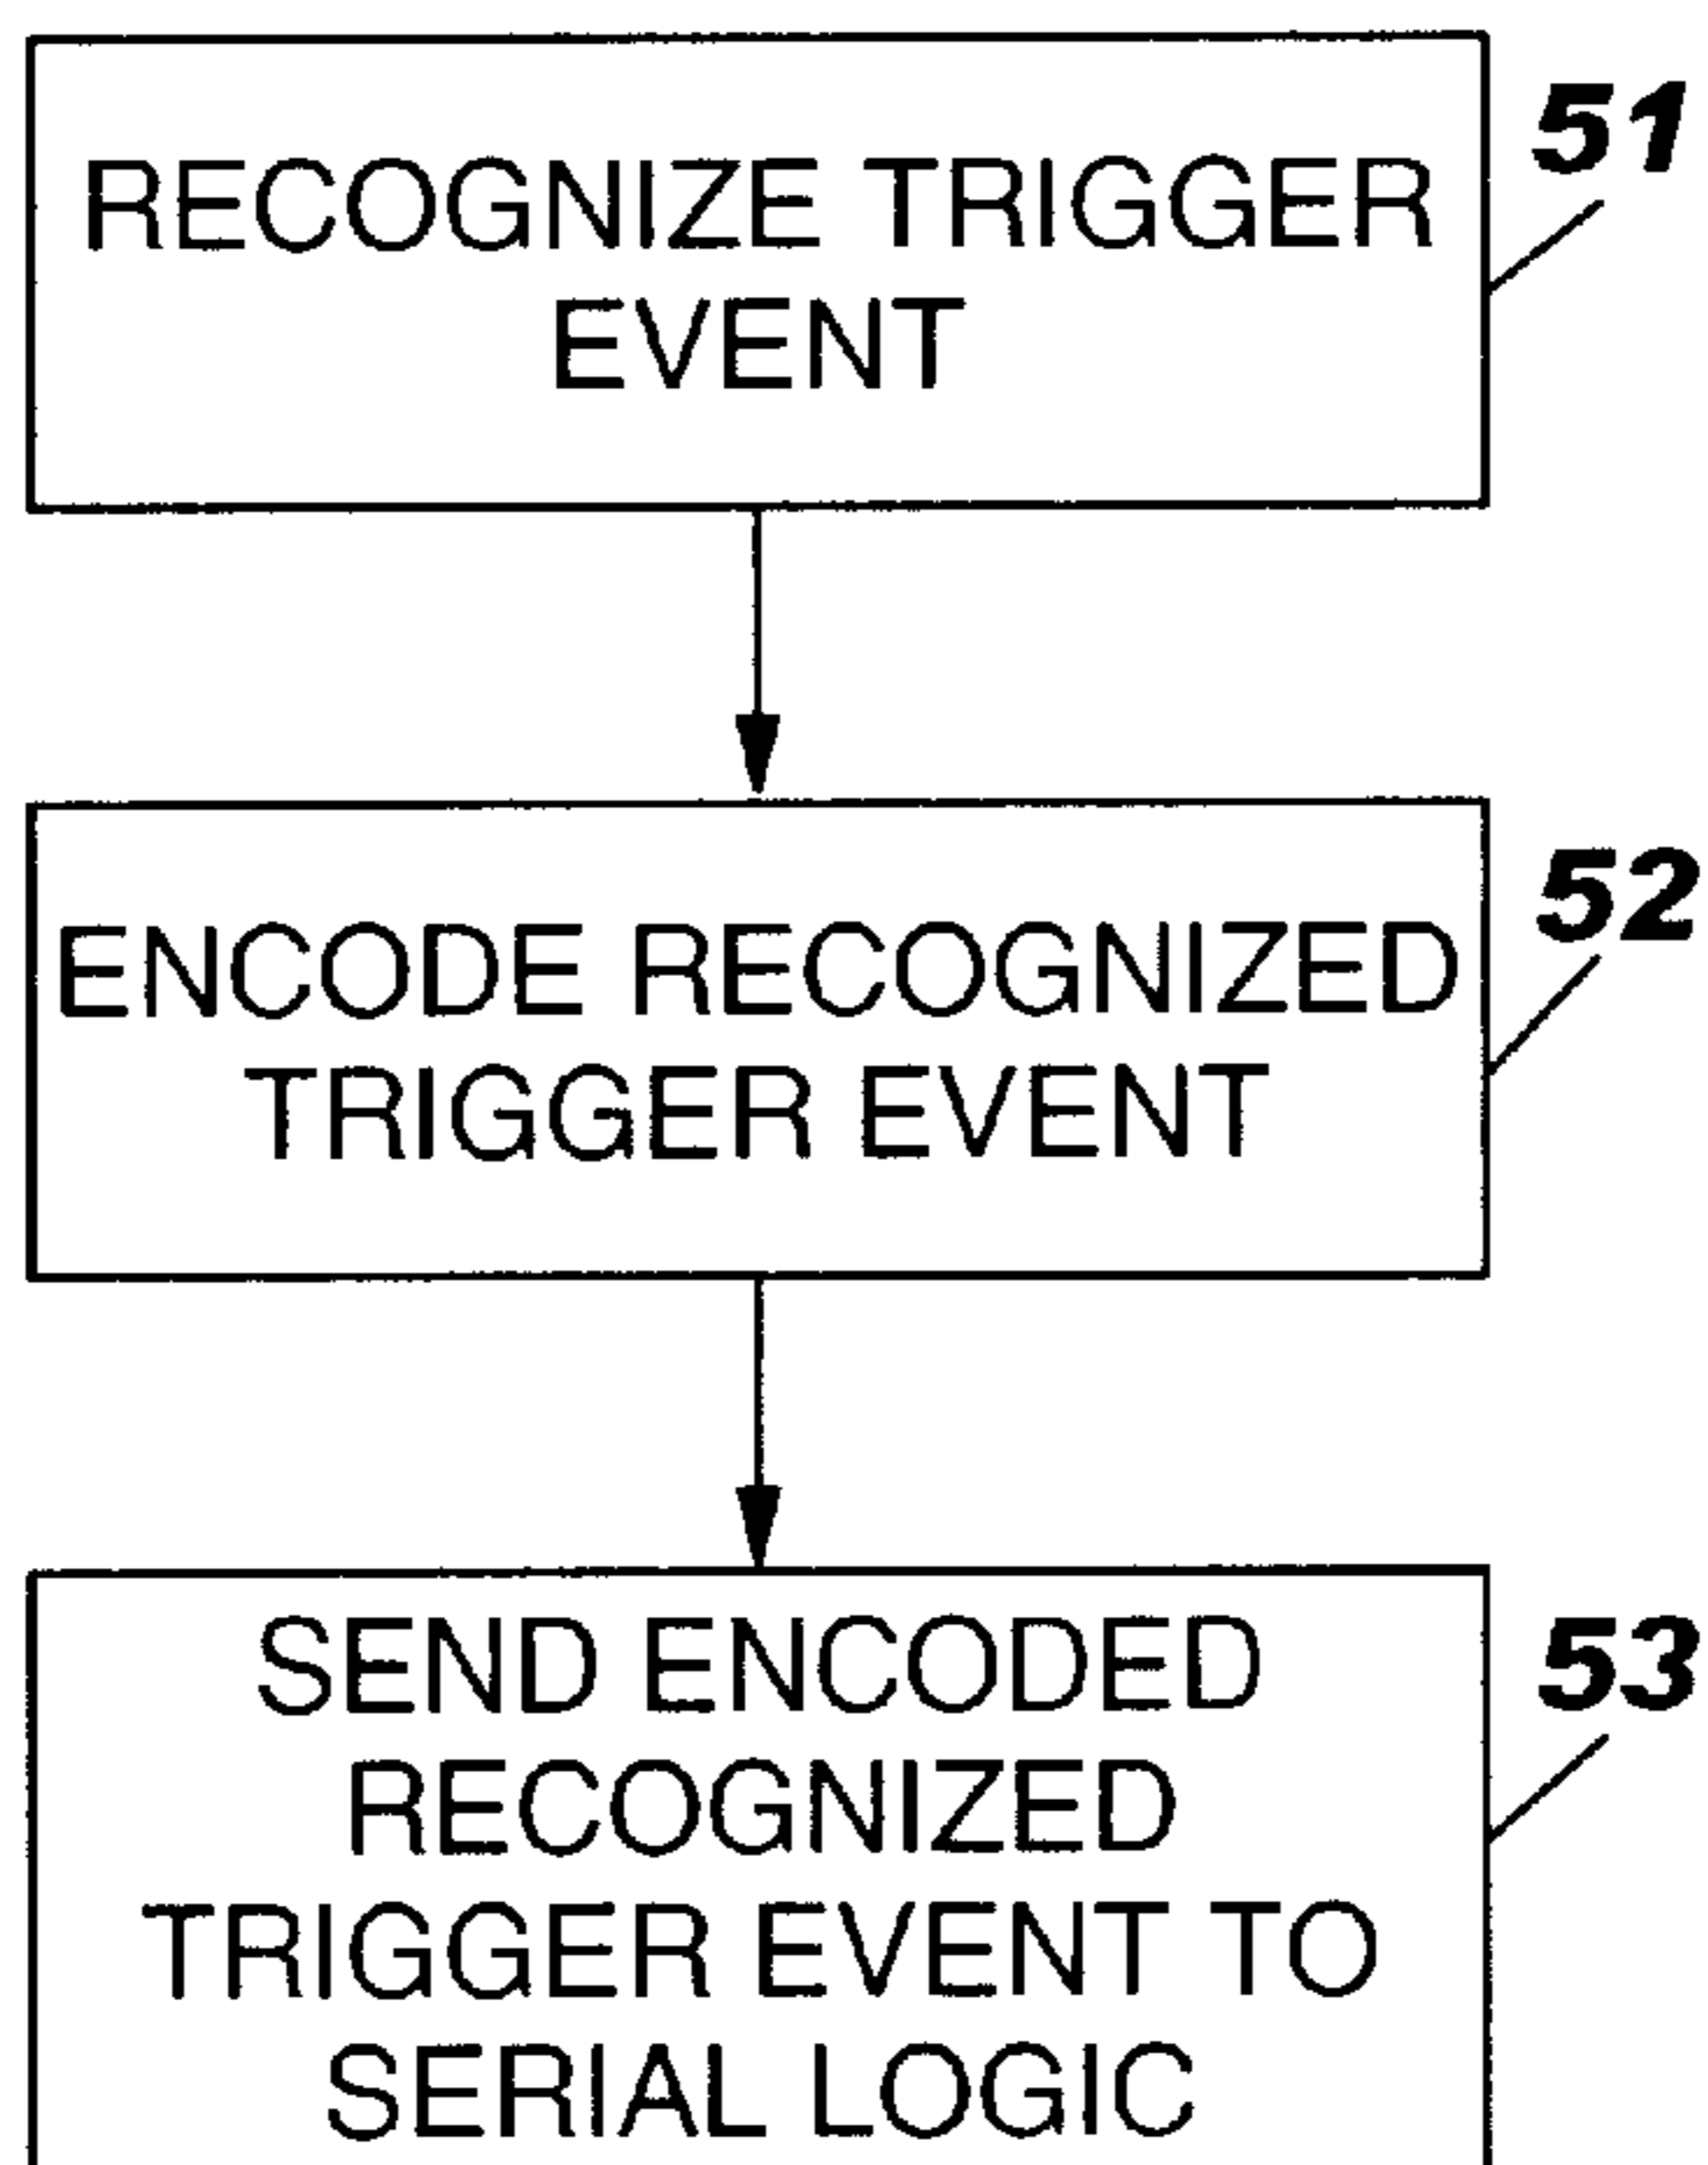 RECOGNIZE TRIGGER
EVENT
51
ENCODE RECOGNIZED
TRIGGER EVENT
52
SEND ENCODED
RECOGNIZED
TRIGGER EVENT TO
SERIAL LOGIC
53